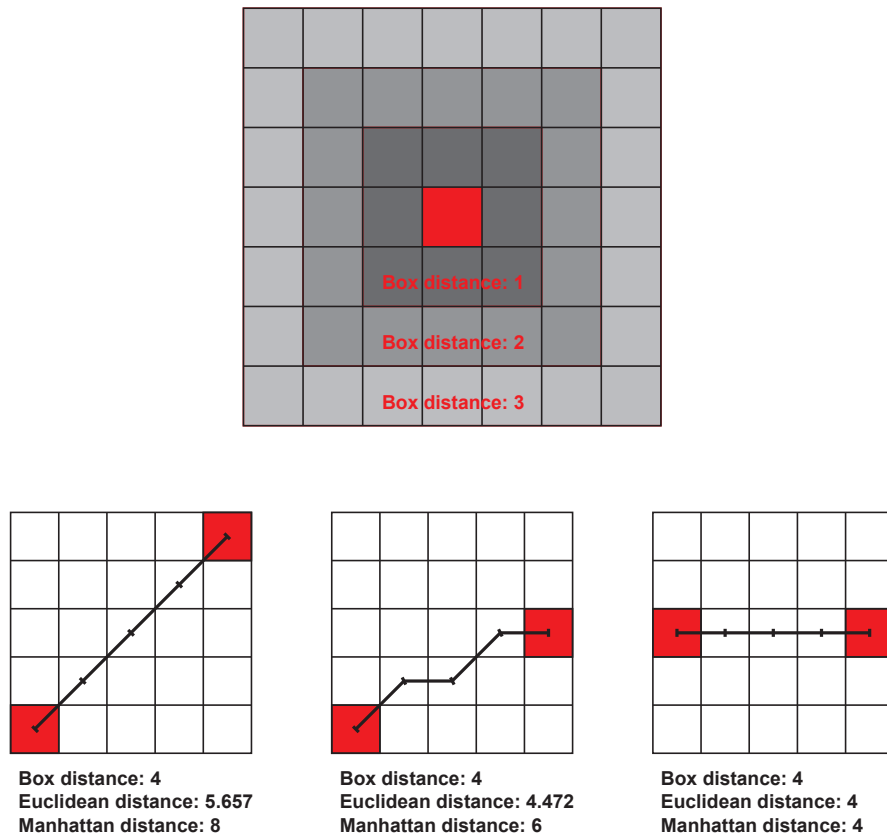 Box distance: 1
Box distance: 2
Box distance: 3
Box distance: 4
Euclidean distance: 5.657
Manhattan distance: 8
Box distance: 4
Euclidean distance: 4.472
Manhattan distance: 6
Box distance: 4
Euclidean distance: 4
Manhattan distance: 4